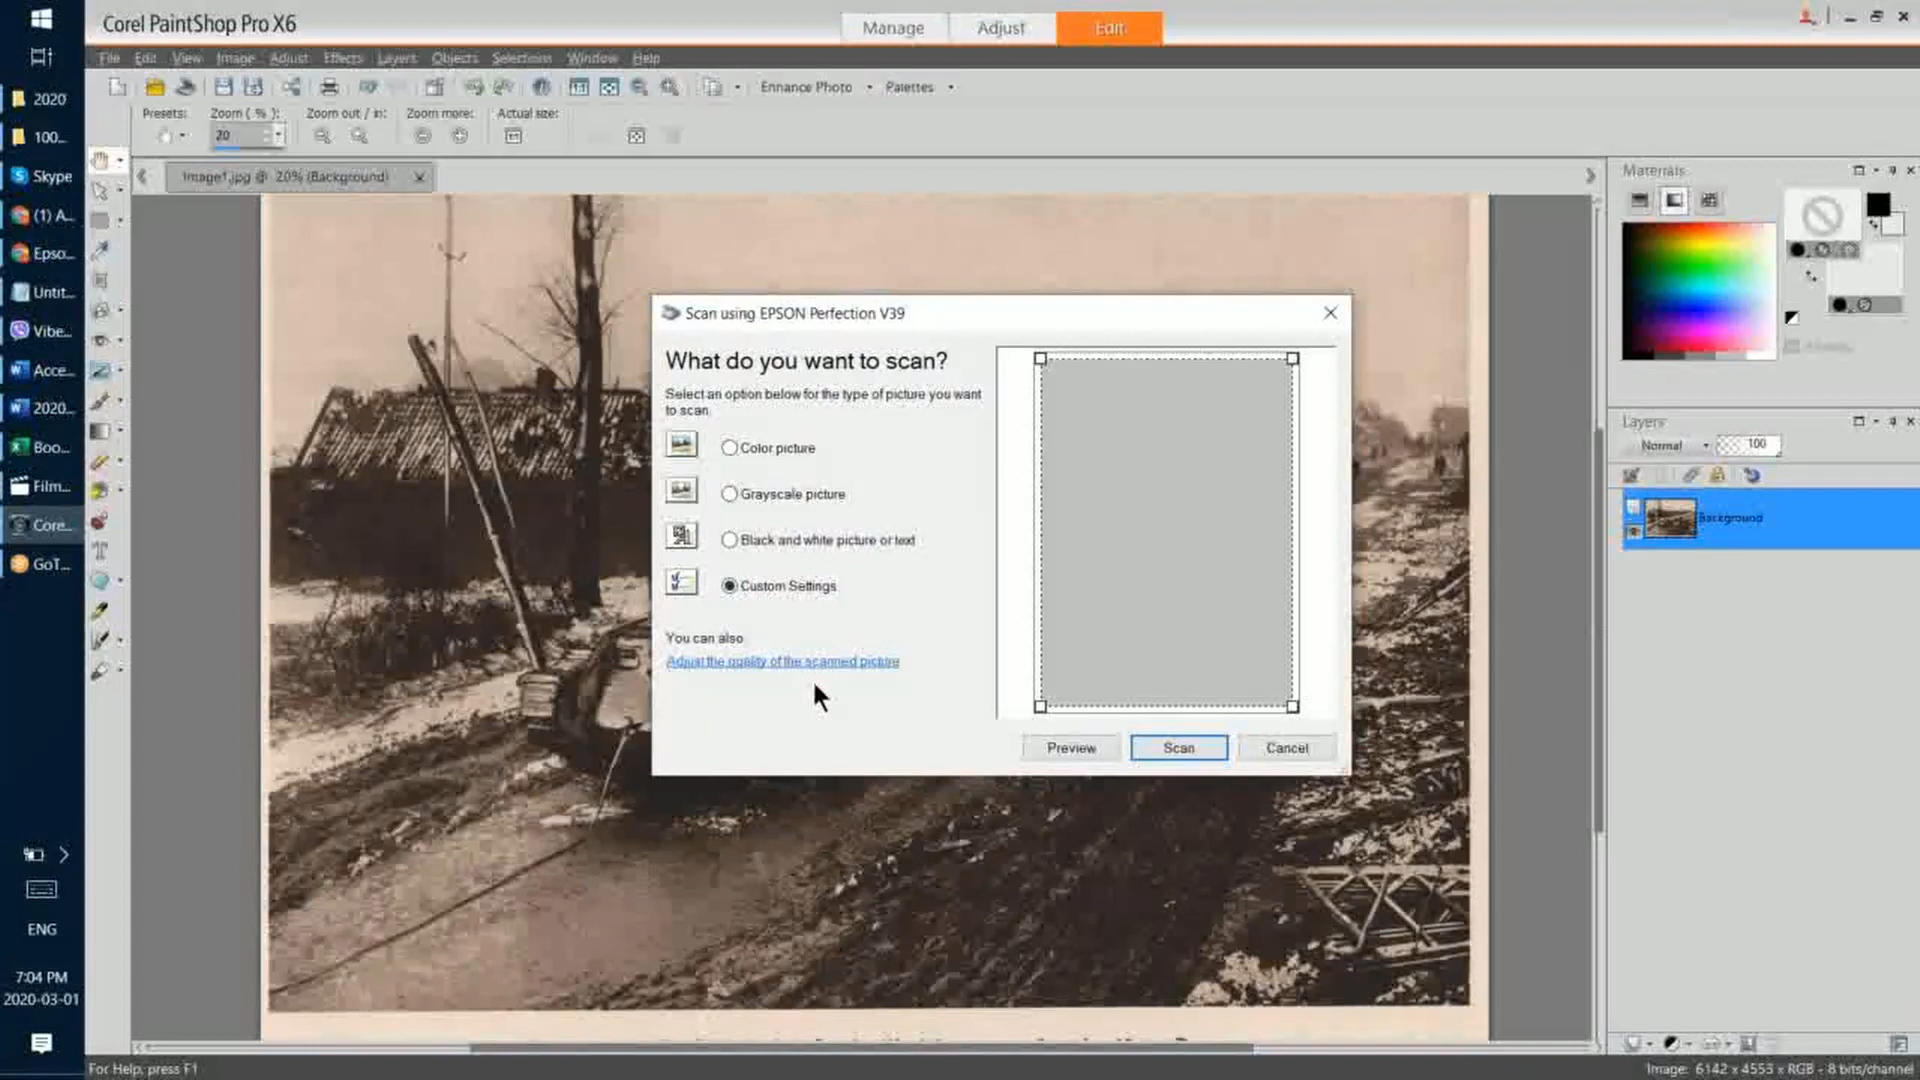 Corel PaintShop Pro X6
Manage
Adjust
Edit
File Edit View Image Adjust Effects Layers Objects Selections Window Help
Enhance Photo
Palettes
Presets:
Zoom ( % ):
Zoom out / in:
Zoom more:
Actual size:
20
Image1.jpg @ 20% (Background)
2020
100...
Skype
(1) A...
Epso...
Untit...
Vibe...
Acce...
2020...
Boo...
Film...
Core...
GoT...
ENG
7:04 PM
2020-03-01
Scan using EPSON Perfection V39
What do you want to scan?
Select an option below for the type of picture you want
to scan.
Color picture
Grayscale picture
Black and white picture or text
Custom Settings
You can also
Adjust the quality of the scanned picture
Preview
Scan
Cancel
Materials
Layers
Normal
100
Background
For Help, press F1
Image: 6142 x 4553 x RGB - 8 bits/channel